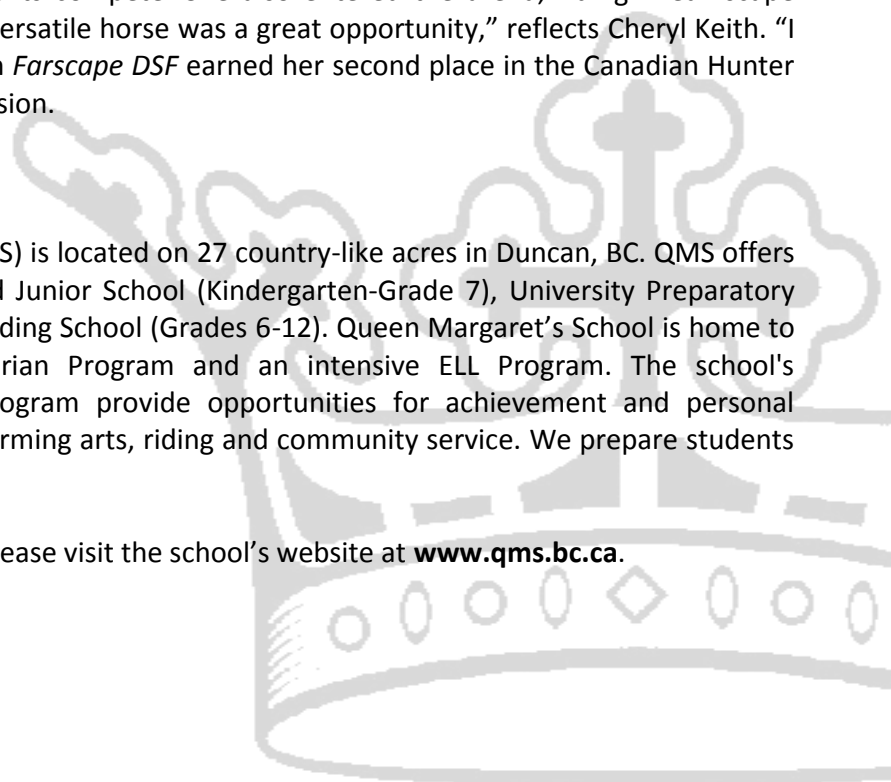 ersatile horse was a great opportunity,” reflects Cheryl Keith. “I
Farscape DSF earned her second place in the Canadian Hunter
sion.
S) is located on 27 country-like acres in Duncan, BC. QMS offers
Junior School (Kindergarten-Grade 7), University Preparatory
ding School (Grades 6-12). Queen Margaret’s School is home to
rian Program and an intensive ELL Program. The school's
ogram provide opportunities for achievement and personal
rming arts, riding and community service. We prepare students
ease visit the school’s website at www.qms.bc.ca.